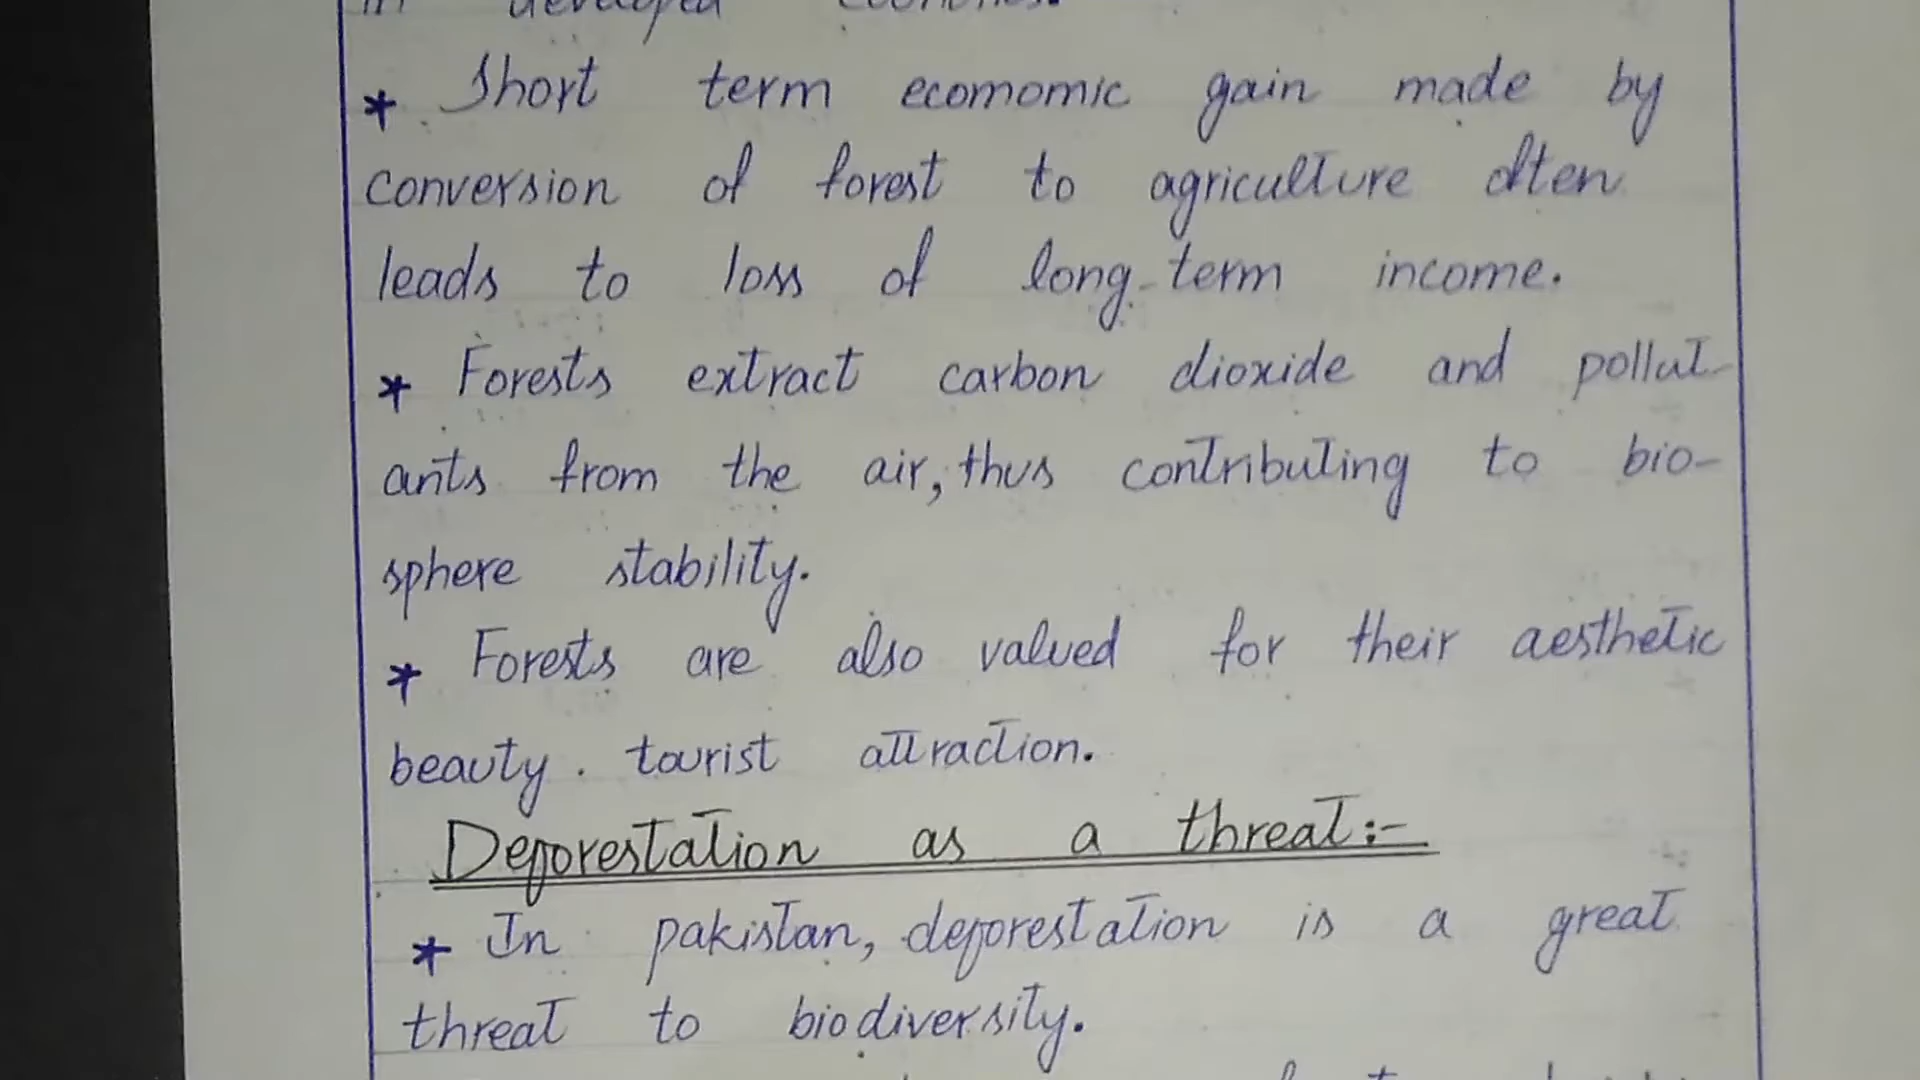 in developed
* Short term ecomomic gain made by
conversion of forest to agriculture often
leads to loss of long-term income.
* Forests extract carbon dioxide and pollut-
ants from the air, thus contributing to bio-
sphere stability.
* Forests are also valued for their aesthetic
beauty. tourist attraction.
Deforestation as a threat:-
* In pakistan, deforestation is a great
threat to biodiversity.